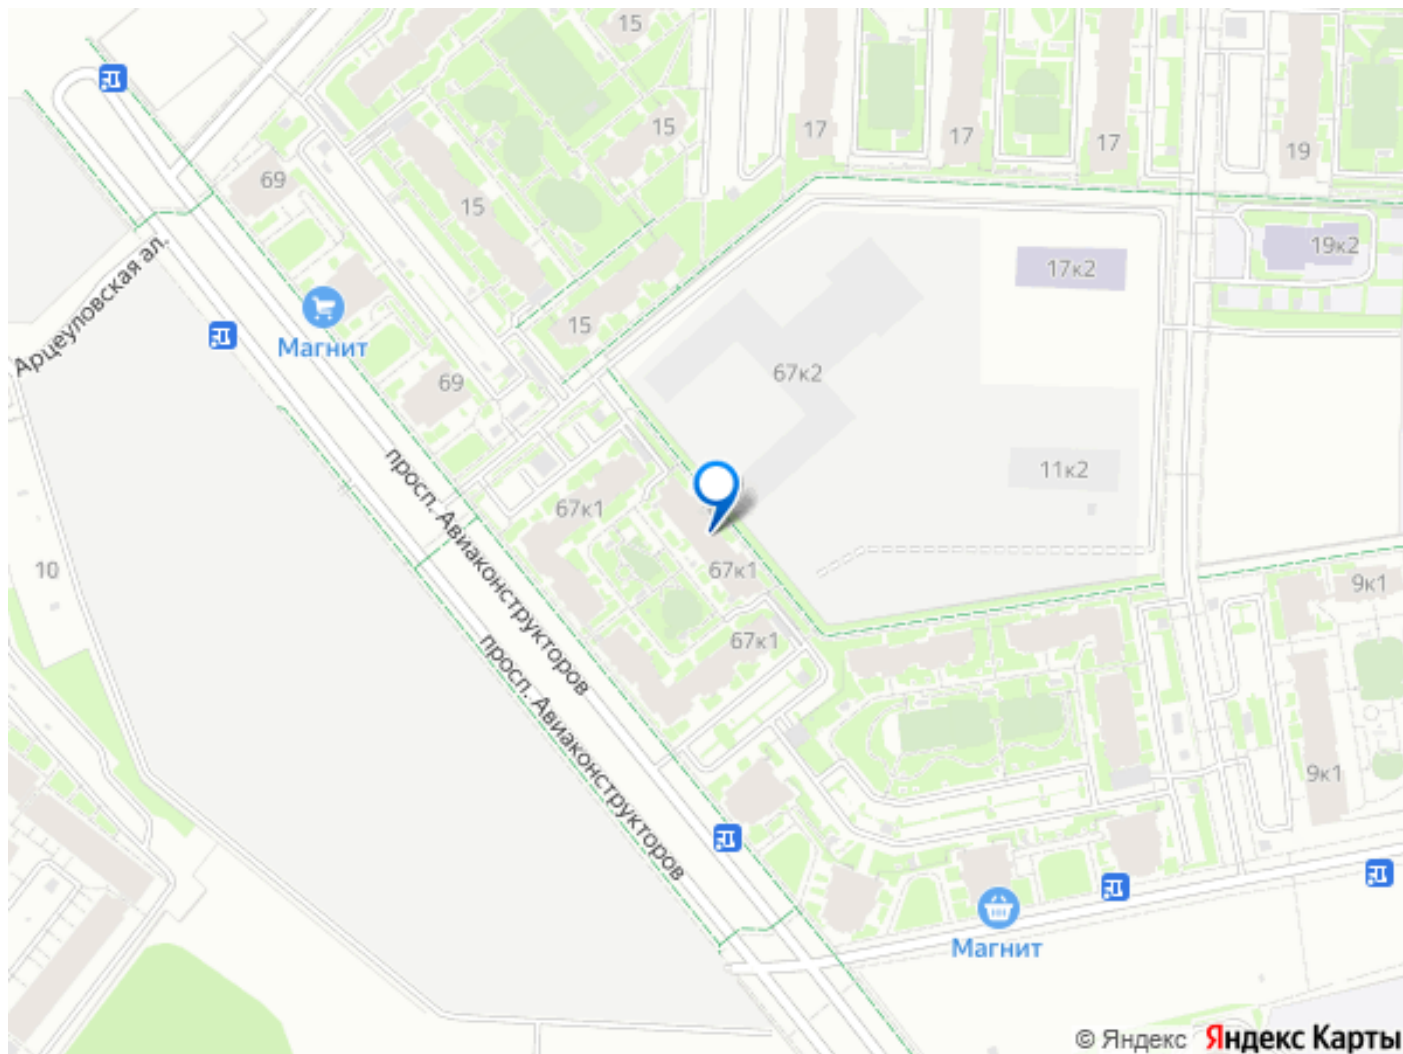 15
15
17
17
17
19
69
15
19к2
17к2
Арцеуловская ал.
Магнит
15
67к2
69
11к2
67к1
просп. Авиаконструкторов
67к1
10
9к1
67к1
просп. Авиаконструкторов
9к1
Магнит
© Яндекс Яндекс Карты